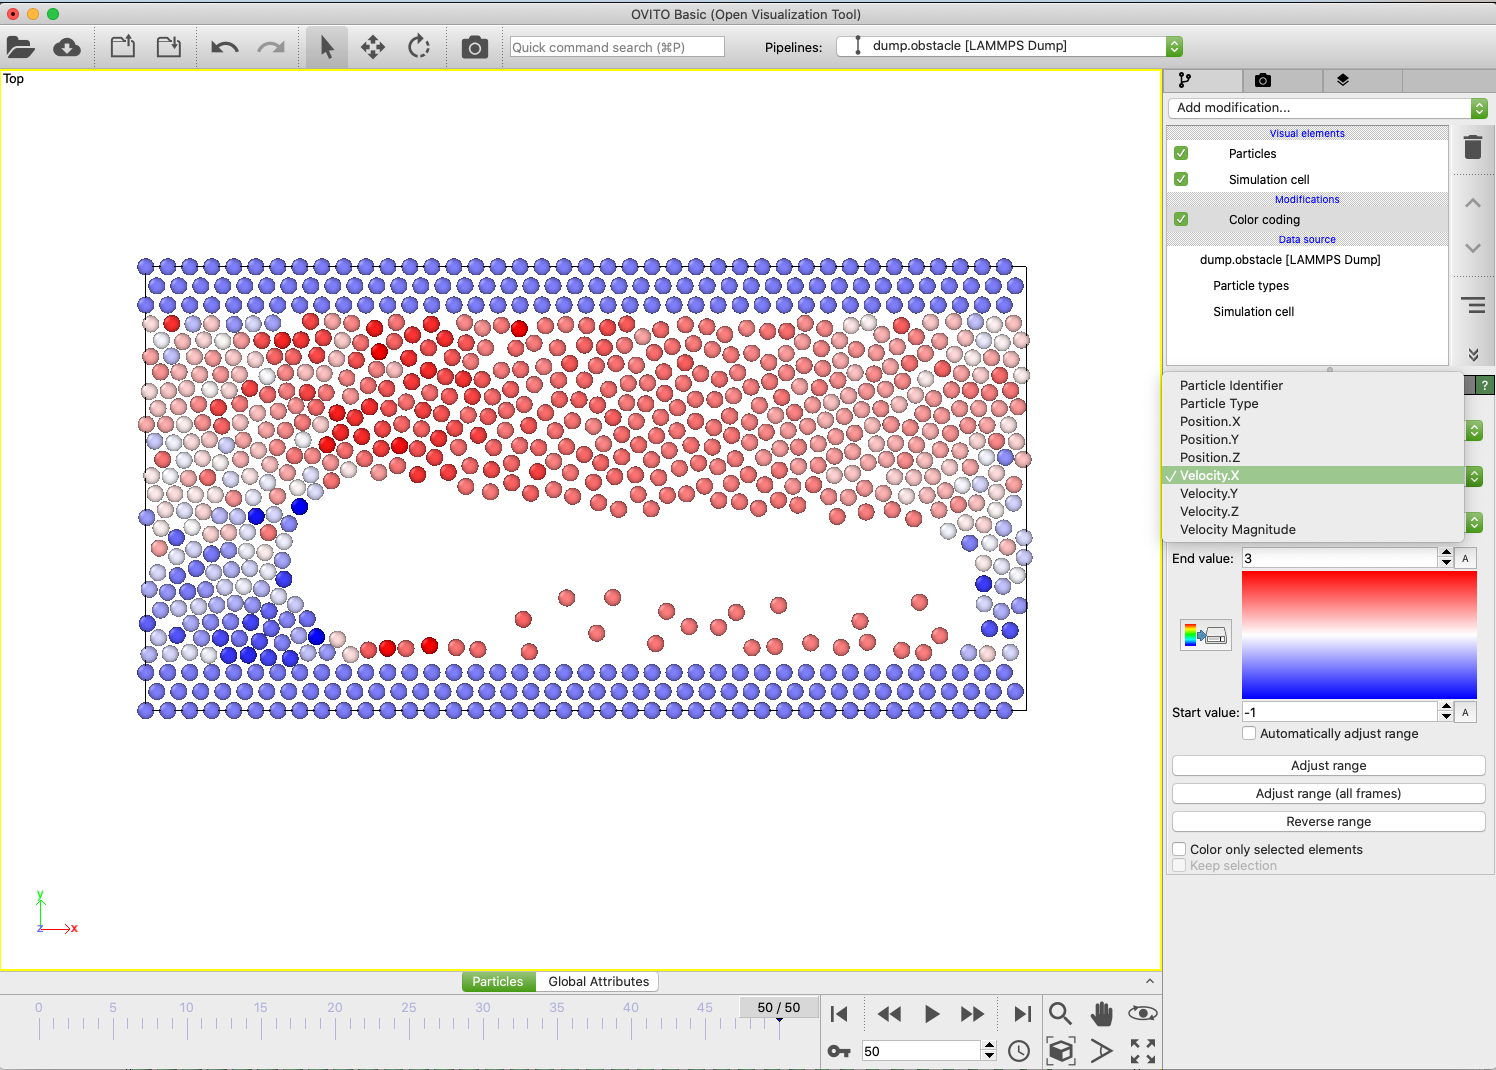 OVITO Basic (Open Visualization Tool)
Quick command search (⌘P)
Pipelines:
dump.obstacle [LAMMPS Dump]
Top
Add modification...
Visual elements
Particles
Simulation cell
Modifications
Color coding
Data source
dump.obstacle [LAMMPS Dump]
Particle types
Simulation cell
?
Particle Identifier
Particle Type
Position.X
Position.Y
Position.Z
✓ Velocity.X
Velocity.Y
Velocity.Z
Velocity Magnitude
End value: 3 A
Start value: -1 A
Automatically adjust range
Adjust range
Adjust range (all frames)
Reverse range
Color only selected elements
Keep selection
y
z x
Particles Global Attributes
0 5 10 15 20 25 30 35 40 45 50 / 50
50